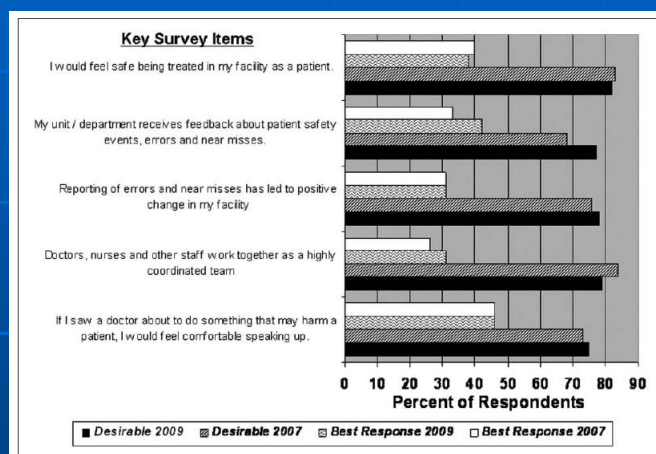 Key Survey Items
I would feel safe being treated in my facility as a patient.
My unit / department receives feedback about patient safety
events, errors and near misses.
Reporting of errors and near misses has led to positive
change in my facility
Doctors, nurses and other staff work together as a highly
coordinated team
If I saw a doctor about to do something that may harm a
patient, I would feel comfortable speaking up.
0 10 20 30 40 50 60 70 80 90
Percent of Respondents
Desirable 2009 Desirable 2007 Best Response 2009 Best Response 2007